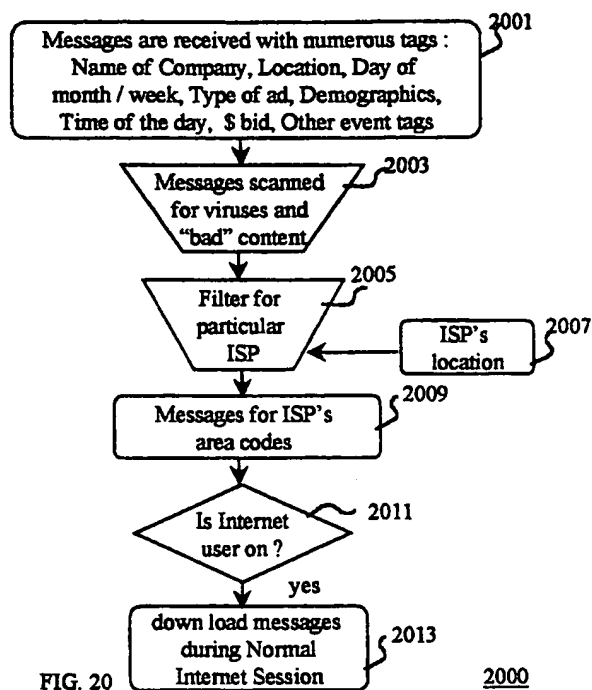 2001
Messages are received with numerous tags :
Name of Company, Location, Day of
month / week, Type of ad, Demographics,
Time of the day, $ bid, Other event tags
2003
Messages scanned
for viruses and
"bad" content
2005
Filter for
particular
ISP
2007
ISP's
location
2009
Messages for ISP's
area codes
2011
Is Internet
user on ?
yes
down load messages
during Normal
Internet Session
2013
FIG. 20
2000